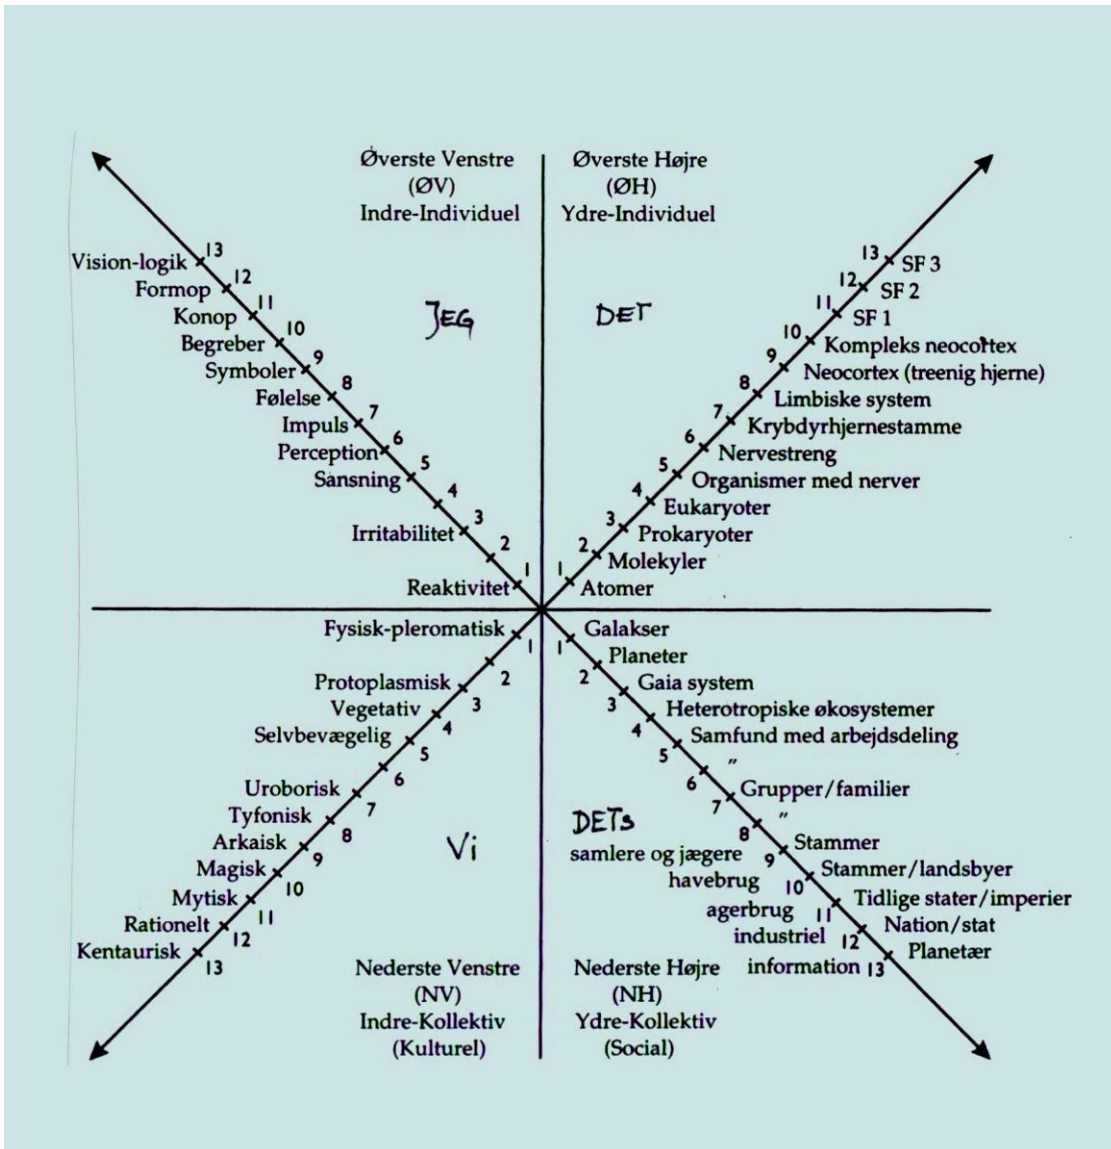 Øverste Venstre
(ØV)
Indre-Individuel
Øverste Højre
(ØH)
Ydre-Individuel
JEG
DET
13
Vision-logik
12
Formop
11
Konop
10
Begreber
9
Symboler
8
Følelse
7
Impuls
6
Perception
5
Sansning
4
3
Irritabilitet
2
1
Reaktivitet
13
SF 3
12
SF 2
11
SF 1
10
Kompleks neocortex
9
Neocortex (treenig hjerne)
8
Limbiske system
7
Krybdyrhjernestamme
6
Nervestreng
5
Organismer med nerver
4
Eukaryoter
3
Prokaryoter
2
Molekyler
1
Atomer
Fysisk-pleromatisk
1
2
Protoplasmisk
3
Vegetativ
4
Selvbevægelig
5
6
Uroborisk
7
Tyfonisk
8
Arkaisk
9
Magisk
10
Mytisk
11
Rationelt
12
Kentaurisk
13
Vi
Nederste Venstre
(NV)
Indre-Kollektiv
(Kulturel)
Galakser
1
Planeter
2
Gaia system
3
Heterotropiske økosystemer
4
Samfund med arbejdsdeling
5
"
6
Grupper/familier
7
"
8
DETs
Stammer
samlere og jægere 9
Stammer/landsbyer
havebrug 10
Tidlige stater/imperier
agerbrug 11
Nation/stat
industriel 12
Planetær
information 13
Nederste Højre
(NH)
Ydre-Kollektiv
(Social)